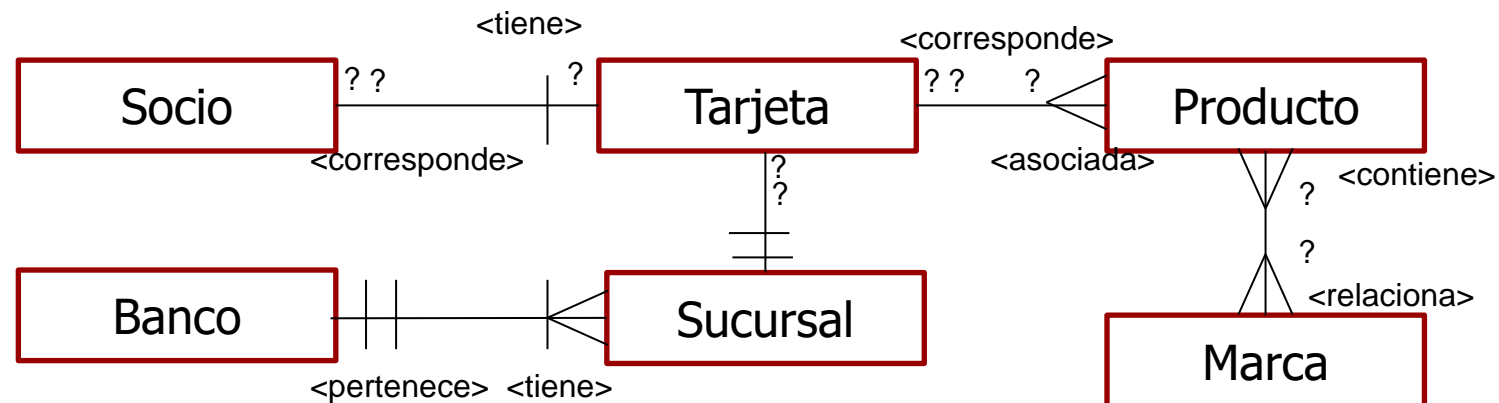 <tiene>
<corresponde>
Socio
? ?
?
Tarjeta
? ?
?
Producto
<corresponde>
<asociada>
<contiene>
?
?
?
?
<relaciona>
Banco
Sucursal
Marca
<pertenece>
<tiene>